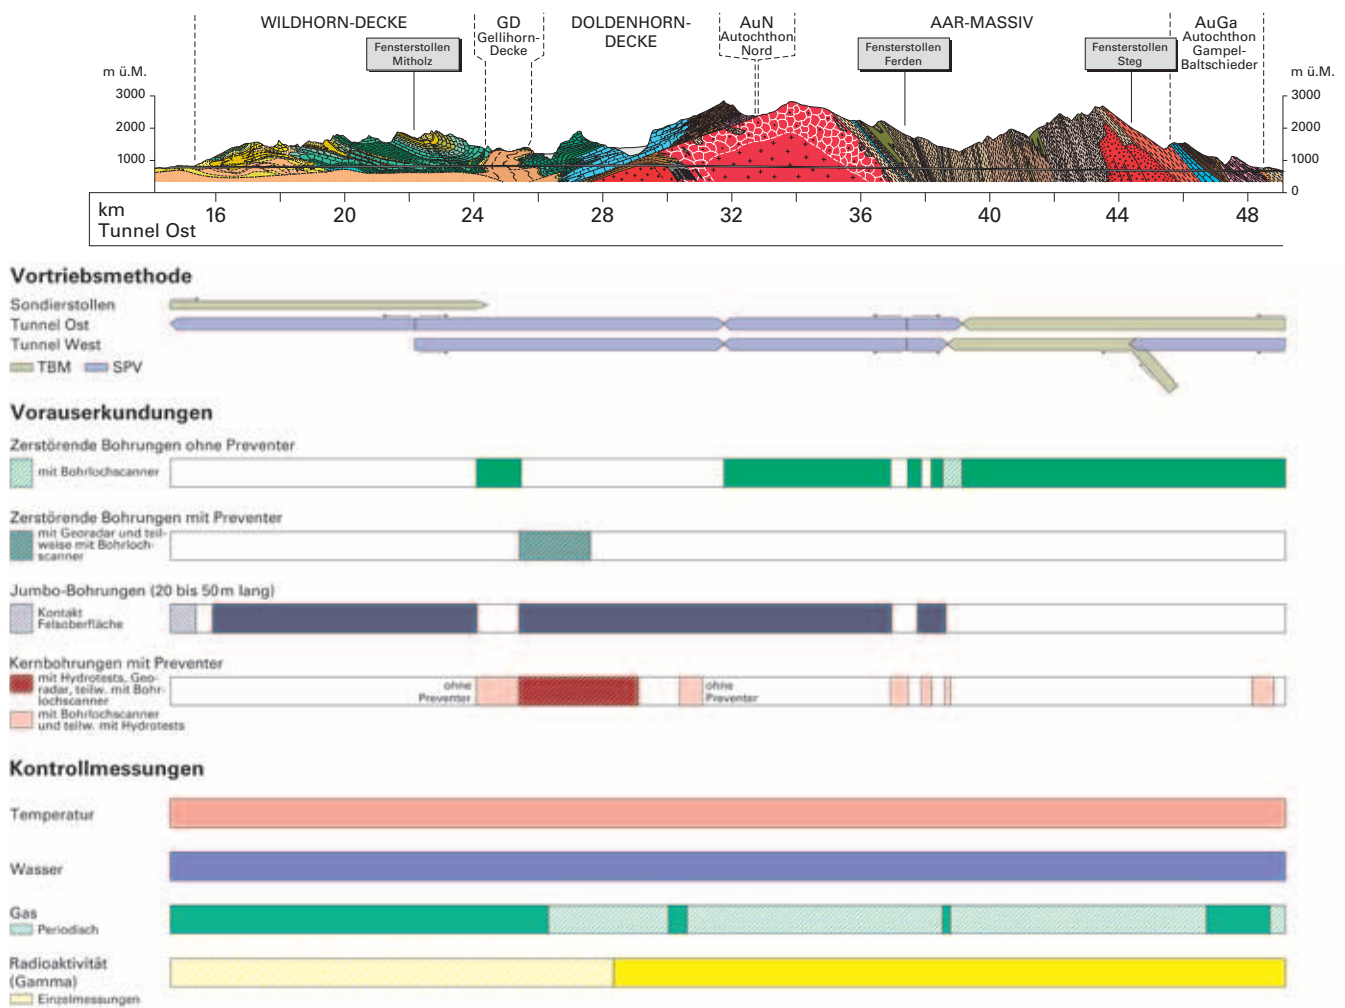 WILDHORN-DECKE
GD
Gellihorn-
Decke
DOLDENHORN-
DECKE
AuN
Autochthon
Nord
AAR-MASSIV
AuGa
Autochthon
Gampel-
Baltschieder
Fensterstollen
Mitholz
Fensterstollen
Ferden
Fensterstollen
Steg
m ü.M.
m ü.M.
3000
2000
1000
3000
2000
1000
0
km
Tunnel Ost
16 20 24 28 32 36 40 44 48
Vortriebsmethode
Sondierstollen
Tunnel Ost
Tunnel West
TBM SPV
Vorauserkundungen
Zerstörende Bohrungen ohne Preventer
mit Bohrlochscanner
Zerstörende Bohrungen mit Preventer
mit Georadar und teil-
weise mit Bohrloch-
scanner
Jumbo-Bohrungen (20 bis 50m lang)
Kontakt
Felsoberfläche
Kernbohrungen mit Preventer
mit Hydrotests, Geo-
radar, teilw. mit Bohr-
lochscanner
ohne
Preventer
ohne
Preventer
mit Bohrlochscanner
und teilw. mit Hydrotests
Kontrollmessungen
Temperatur
Wasser
Gas
Periodisch
Radioaktivität
(Gamma)
Einzelmessungen